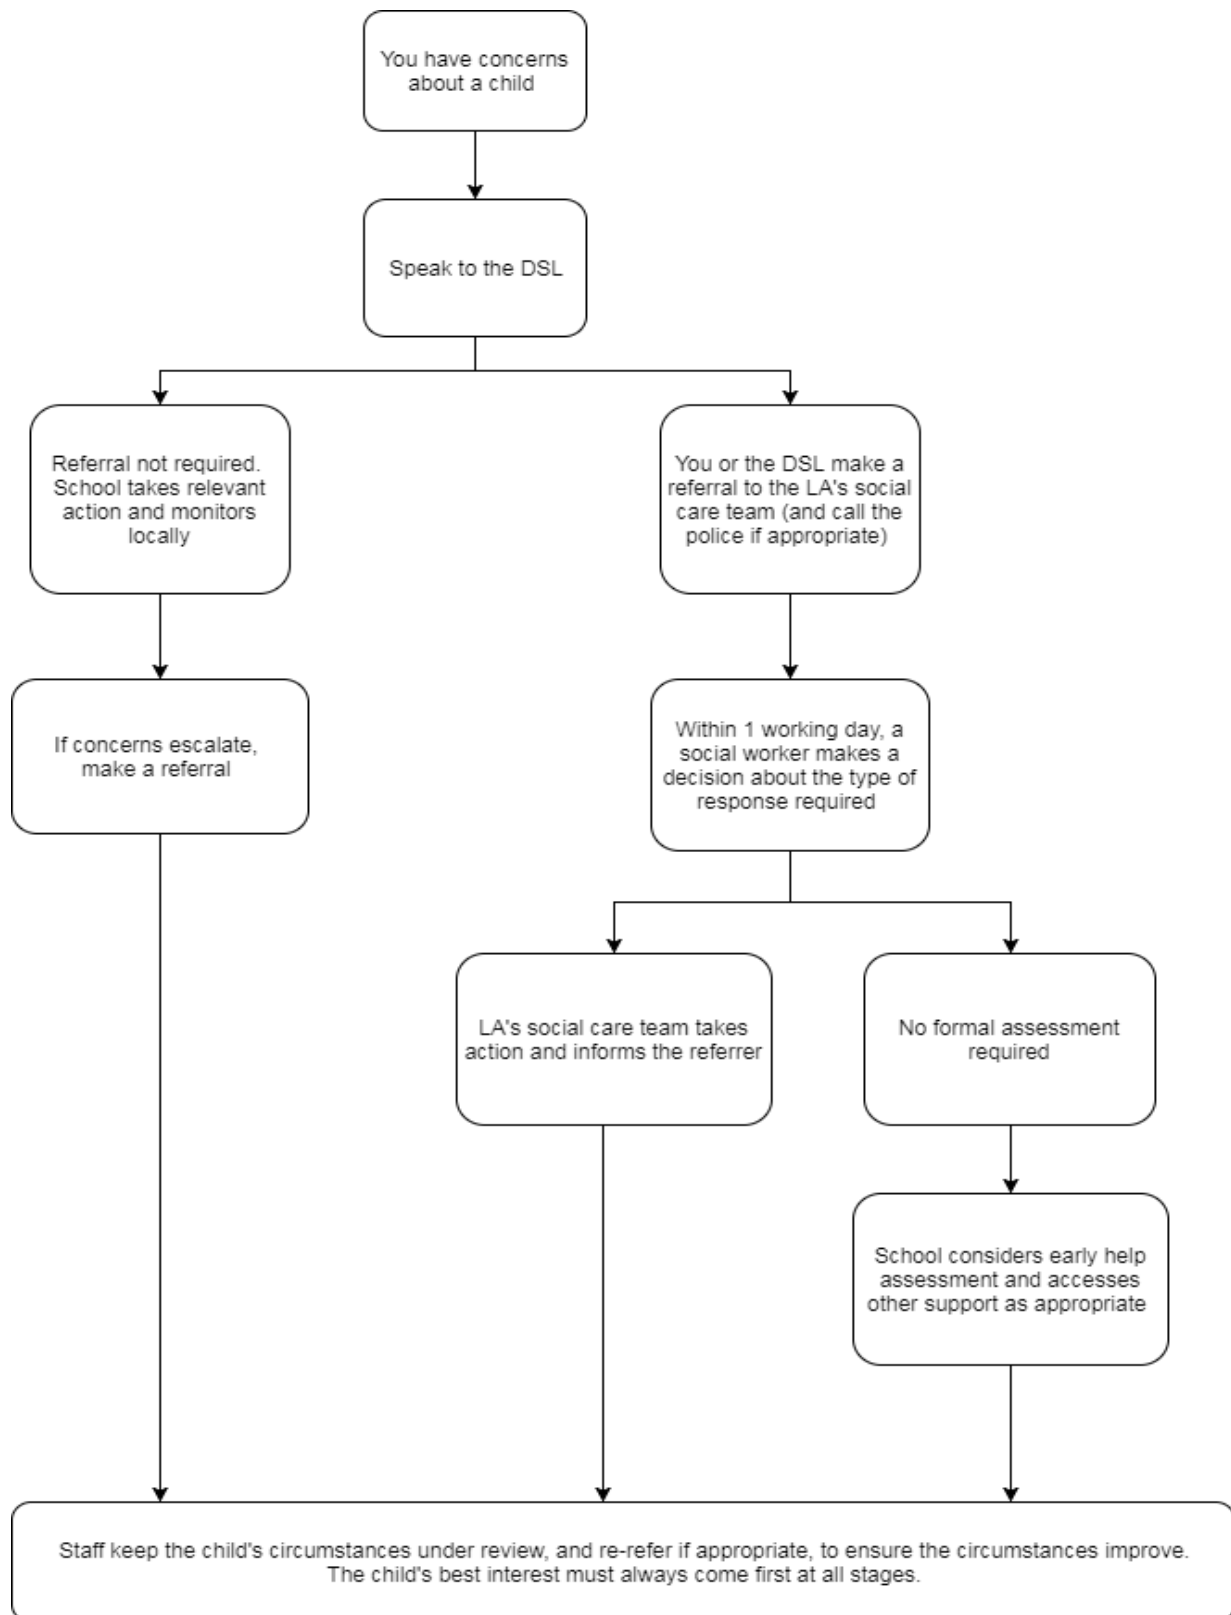 You have concerns
about a child
Speak to the DSL
Referral not required.
School takes relevant
action and monitors
locally
You or the DSL make a
referral to the LA's social
care team (and call the
police if appropriate)
If concerns escalate,
make a referral
Within 1 working day, a
social worker makes a
decision about the type of
response required
LA's social care team takes
action and informs the referrer
No formal assessment
required
School considers early help
assessment and accesses
other support as appropriate
Staff keep the child's circumstances under review, and re-refer if appropriate, to ensure the circumstances improve.
The child's best interest must always come first at all stages.